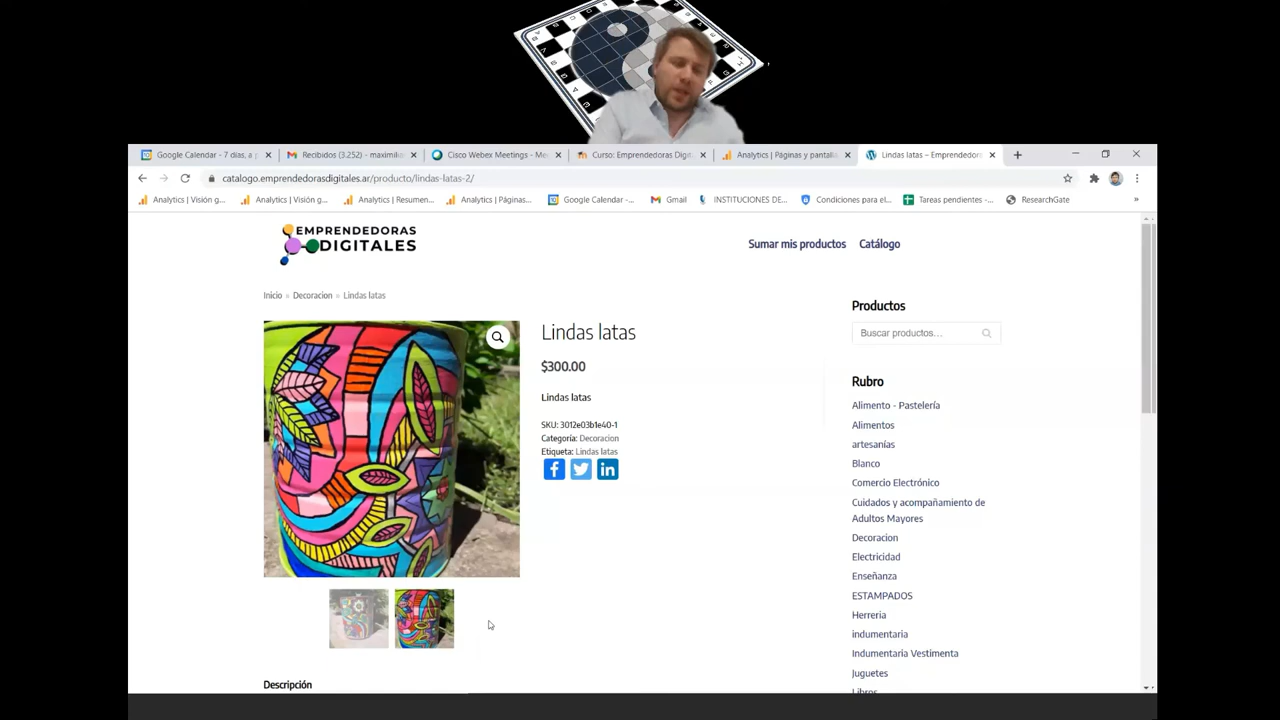 Google Calendar - 7 días, a p
Recibidos (3.252) - maximili
Cisco Webex Meetings - Me
Curso: Emprendedoras Digit
Analytics | Páginas y pantalla
Lindas latas – Emprendedor
catalogo.emprendedorasdigitales.ar/producto/lindas-latas-2/
Analytics | Visión g...
Analytics | Visión g...
Analytics | Resumen...
Analytics | Páginas...
Google Calendar -...
Gmail
INSTITUCIONES DE...
Condiciones para el...
Tareas pendientes -...
ResearchGate
EMPRENDEDORAS
DIGITALES
Sumar mis productos
Catálogo
Inicio » Decoracion » Lindas latas
Lindas latas
$300.00
Lindas latas
SKU: 3012e03b1e40-1
Categoría: Decoracion
Etiqueta: Lindas latas
Descripción
Productos
Buscar productos...
Rubro
Alimento - Pastelería
Alimentos
artesanías
Blanco
Comercio Electrónico
Cuidados y acompañamiento de
Adultos Mayores
Decoracion
Electricidad
Enseñanza
ESTAMPADOS
Herreria
indumentaria
Indumentaria Vestimenta
Juguetes
Libros